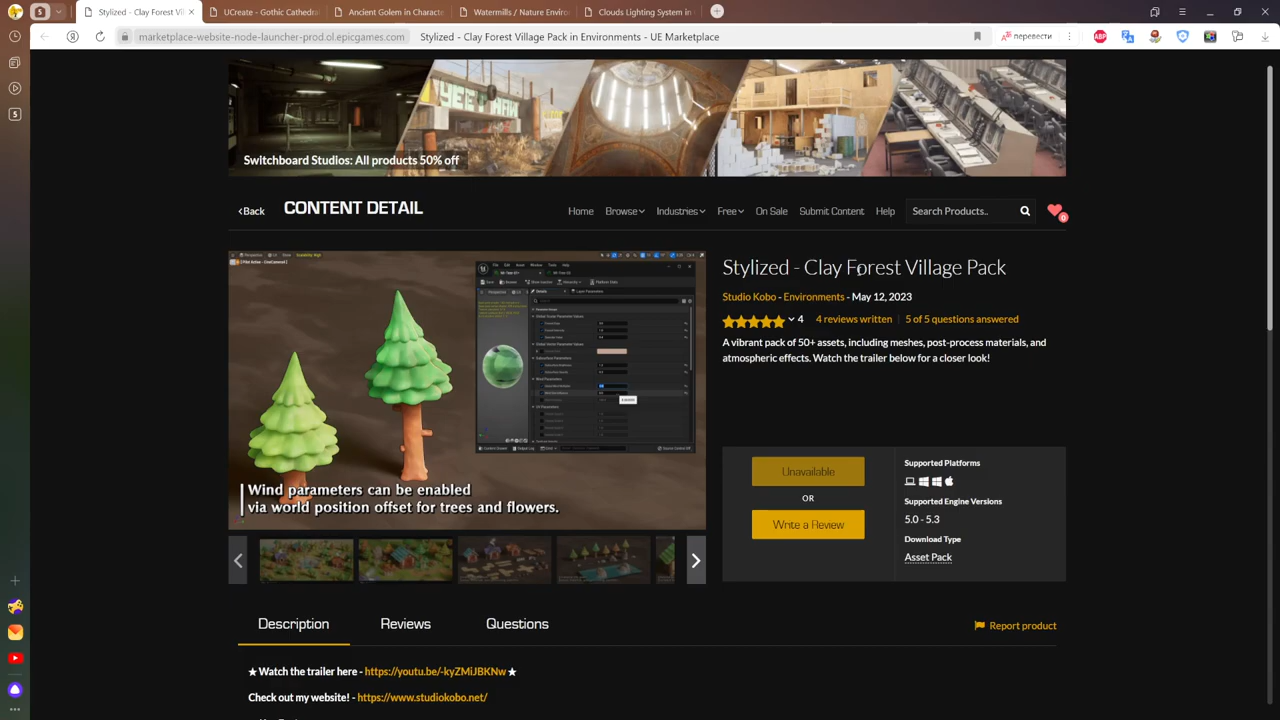 5
Stylized - Clay Forest Vil
UCreate - Gothic Cathedral
Ancient Golem in Characte
Watermills / Nature Enviro
Clouds Lighting System in
marketplace-website-node-launcher-prod.ol.epicgames.com
Stylized - Clay Forest Village Pack in Environments - UE Marketplace
перевести
ABP
5
Switchboard Studios: All products 50% off
Back
CONTENT DETAIL
Home
Browse
Industries
Free
On Sale
Submit Content
Help
Search Products..
0
Wind parameters can be enabled
via world position offset for trees and flowers.
Stylized - Clay Forest Village Pack
Studio Kobo - Environments - May 12, 2023
4
4 reviews written
5 of 5 questions answered
A vibrant pack of 50+ assets, including meshes, post-process materials, and
atmospheric effects. Watch the trailer below for a closer look!
Unavailable
OR
Write a Review
Supported Platforms
Supported Engine Versions
5.0 - 5.3
Download Type
Asset Pack
Description
Reviews
Questions
Report product
★ Watch the trailer here - https://youtu.be/-kyZMiJBKNw ★
Check out my website! - https://www.studiokobo.net/